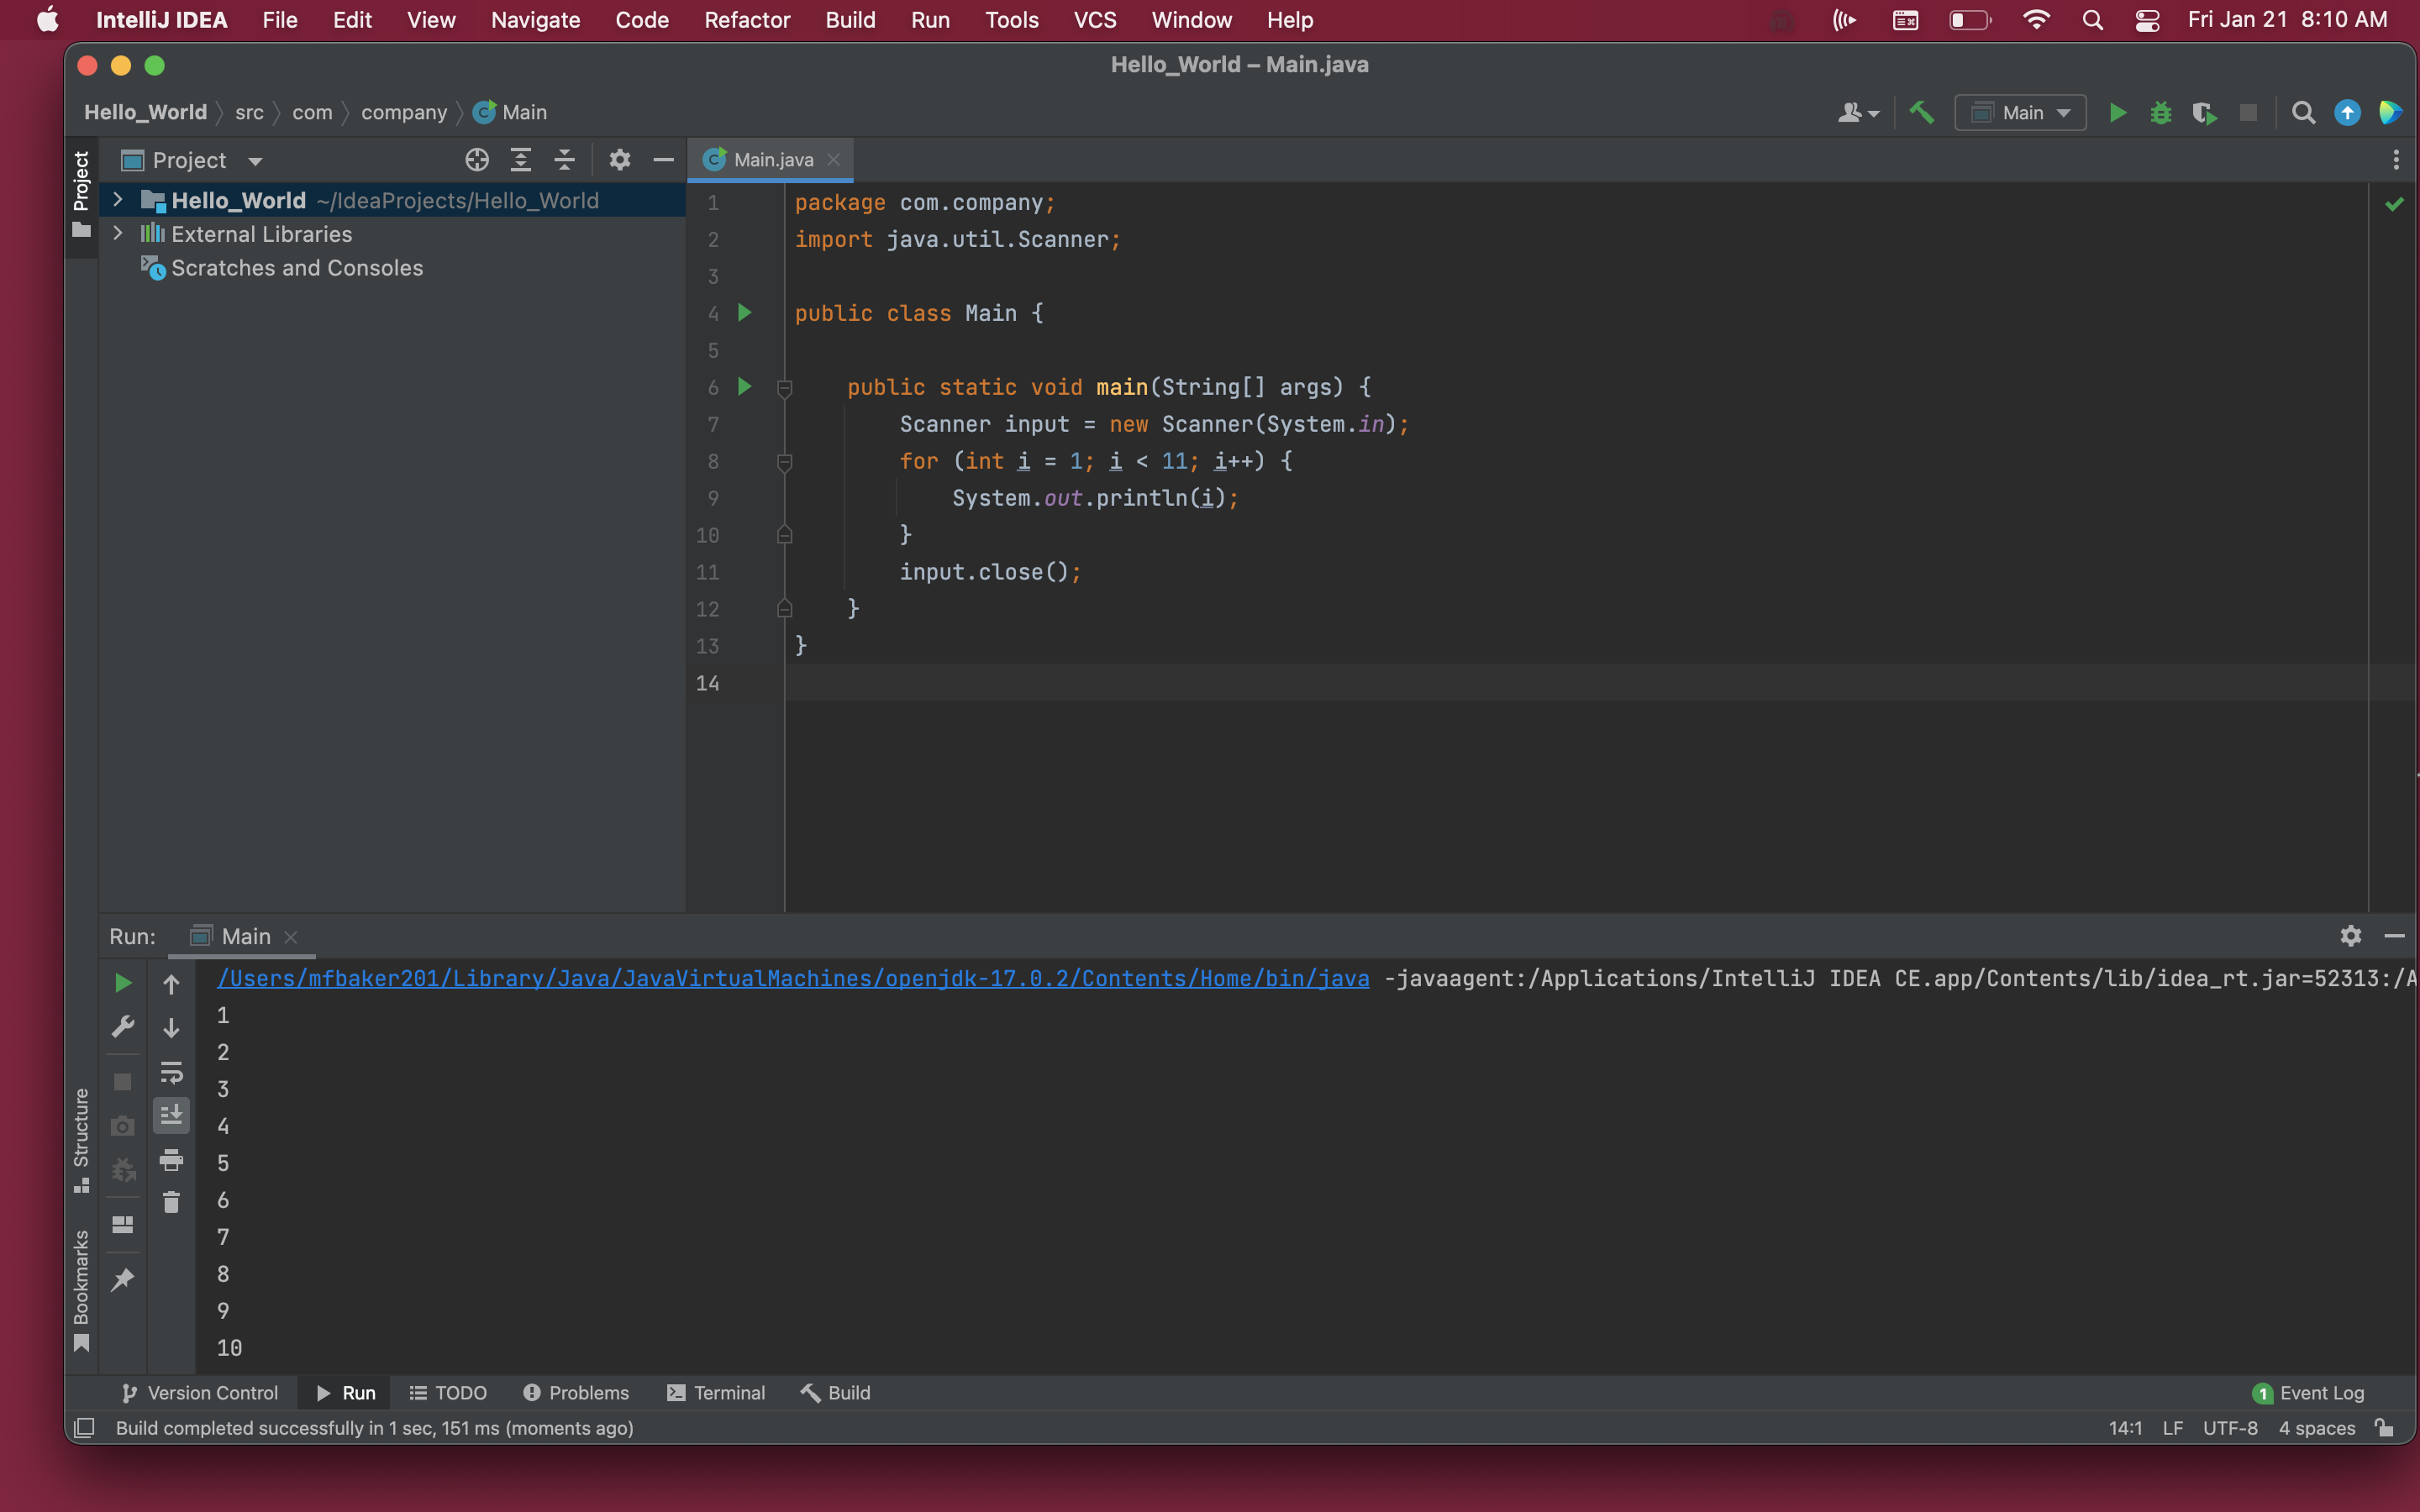 IntelliJ IDEA File Edit View Navigate Code Refactor Build Run Tools VCS Window Help Fri Jan 21 8:10 AM
Hello_World – Main.java
Hello_World src com company Main
Main
Project
Project
Main.java
Hello_World ~/IdeaProjects/Hello_World
External Libraries
Scratches and Consoles
1 package com.company;
2 import java.util.Scanner;
3
4 public class Main {
5
6     public static void main(String[] args) {
7         Scanner input = new Scanner(System.in);
8         for (int i = 1; i < 11; i++) {
9             System.out.println(i);
10         }
11         input.close();
12     }
13 }
14
Run: Main
/Users/mfbaker201/Library/Java/JavaVirtualMachines/openjdk-17.0.2/Contents/Home/bin/java -javaagent:/Applications/IntelliJ IDEA CE.app/Contents/lib/idea_rt.jar=52313:/A
1
2
3
4
5
6
7
8
9
10
Structure
Bookmarks
Version Control Run TODO Problems Terminal Build 1 Event Log
Build completed successfully in 1 sec, 151 ms (moments ago) 14:1 LF UTF-8 4 spaces